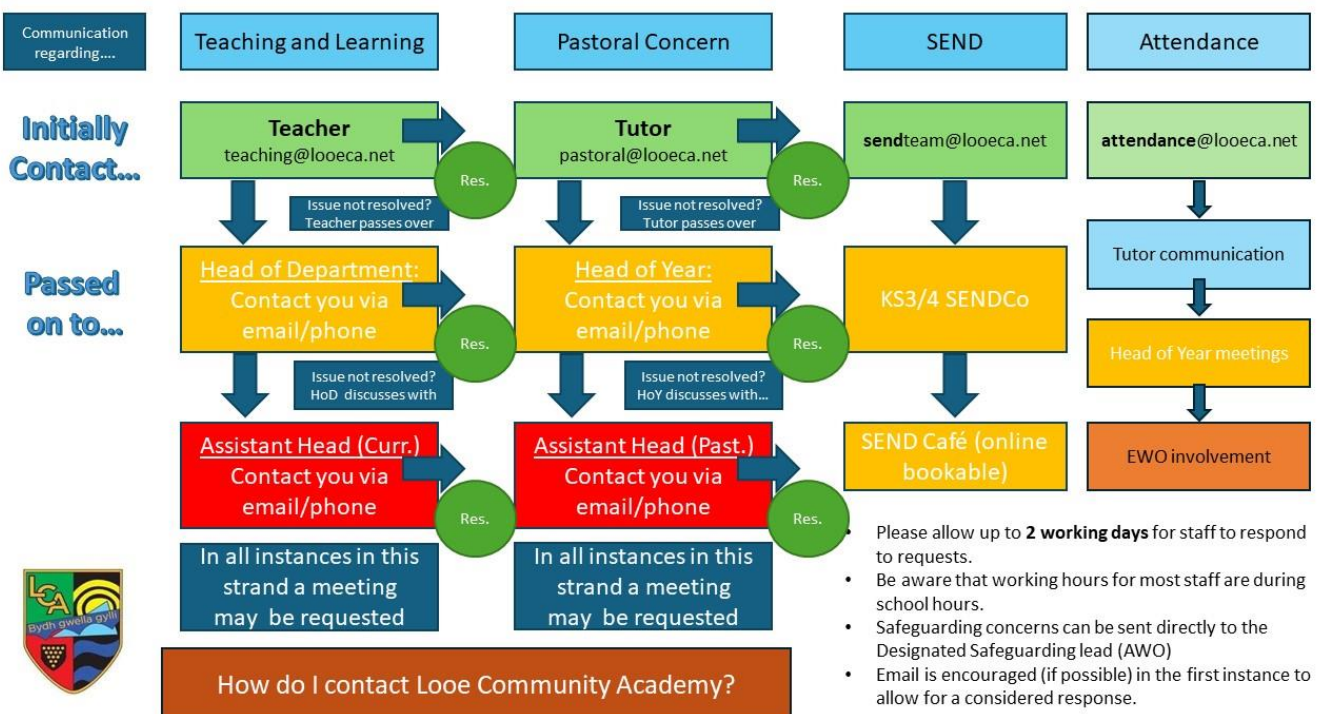 Communication
regarding....
Teaching and Learning
Pastoral Concern
SEND
Attendance
Initially
Contact...
Teacher
teaching@looeca.net
Res.
Tutor
pastoral@looeca.net
Res.
sendteam@looeca.net
attendance@looeca.net
Issue not resolved?
Teacher passes over
Issue not resolved?
Tutor passes over
Passed
on to...
Head of Department:
Contact you via
email/phone
Res.
Head of Year:
Contact you via
email/phone
Res.
KS3/4 SENDCo
Tutor communication
Head of Year meetings
Issue not resolved?
HoD discusses with
Issue not resolved?
HoY discusses with...
Assistant Head (Curr.)
Contact you via
email/phone
Res.
Assistant Head (Past.)
Contact you via
email/phone
Res.
SEND Café (online
bookable)
EWO involvement
In all instances in this
strand a meeting
may be requested
In all instances in this
strand a meeting
may be requested
• Please allow up to 2 working days for staff to respond
to requests.
• Be aware that working hours for most staff are during
school hours.
• Safeguarding concerns can be sent directly to the
Designated Safeguarding lead (AWO)
• Email is encouraged (if possible) in the first instance to
allow for a considered response.
LCA
Bydh gwella gylli
How do I contact Looe Community Academy?